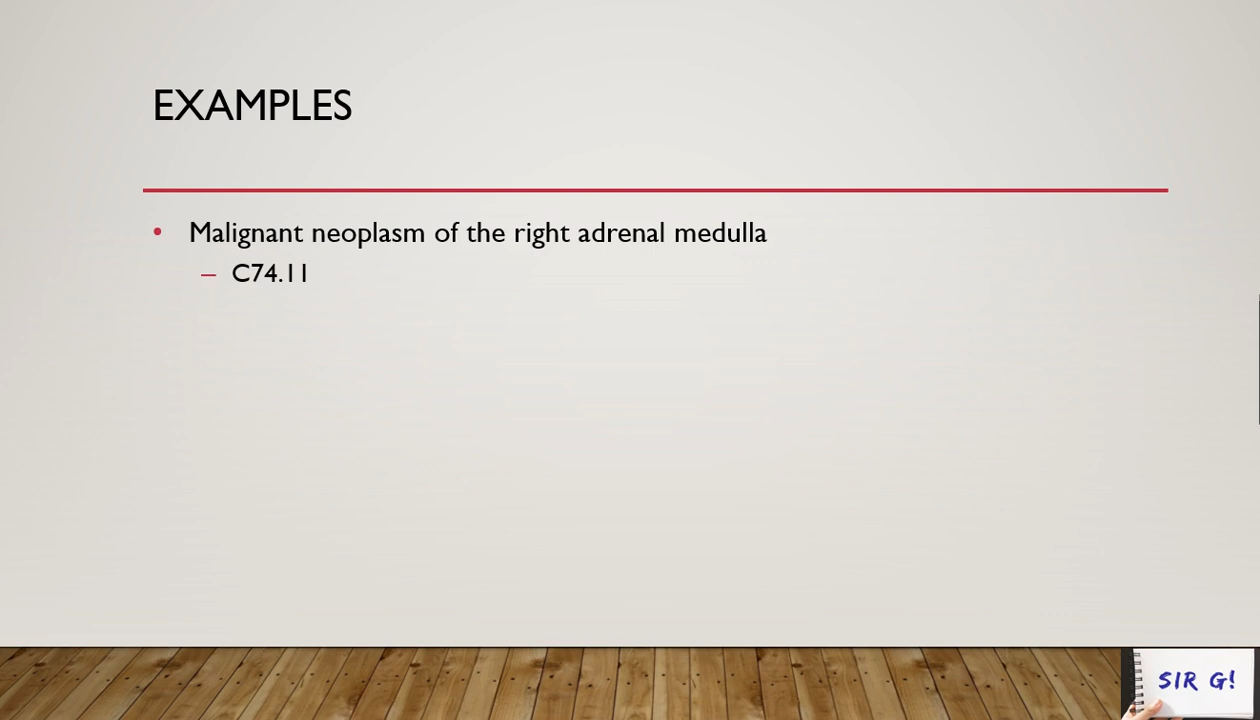 EXAMPLES
• Malignant neoplasm of the right adrenal medulla
– C74.11
SIR G!